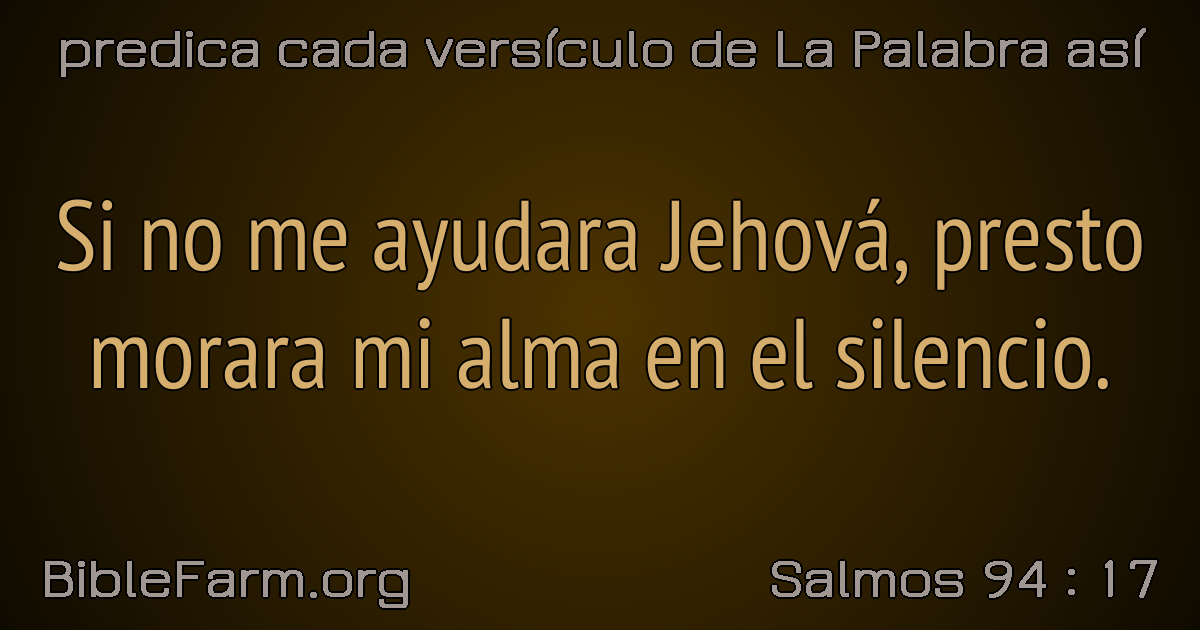 predica cada versículo de La Palabra así
Si no me ayudara Jehová, presto
morara mi alma en el silencio.
BibleFarm.org
Salmos 94 : 17